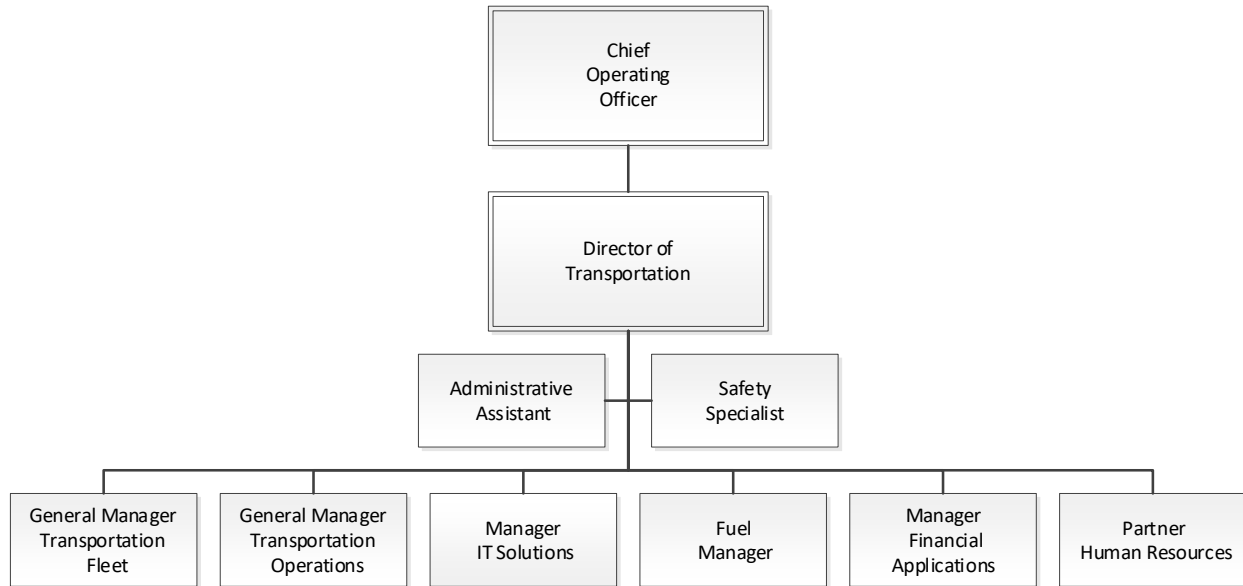 Chief
Operating
Officer
Director of
Transportation
Administrative
Assistant
Safety
Specialist
General Manager
Transportation
Fleet
General Manager
Transportation
Operations
Manager
IT Solutions
Fuel
Manager
Manager
Financial
Applications
Partner
Human Resources